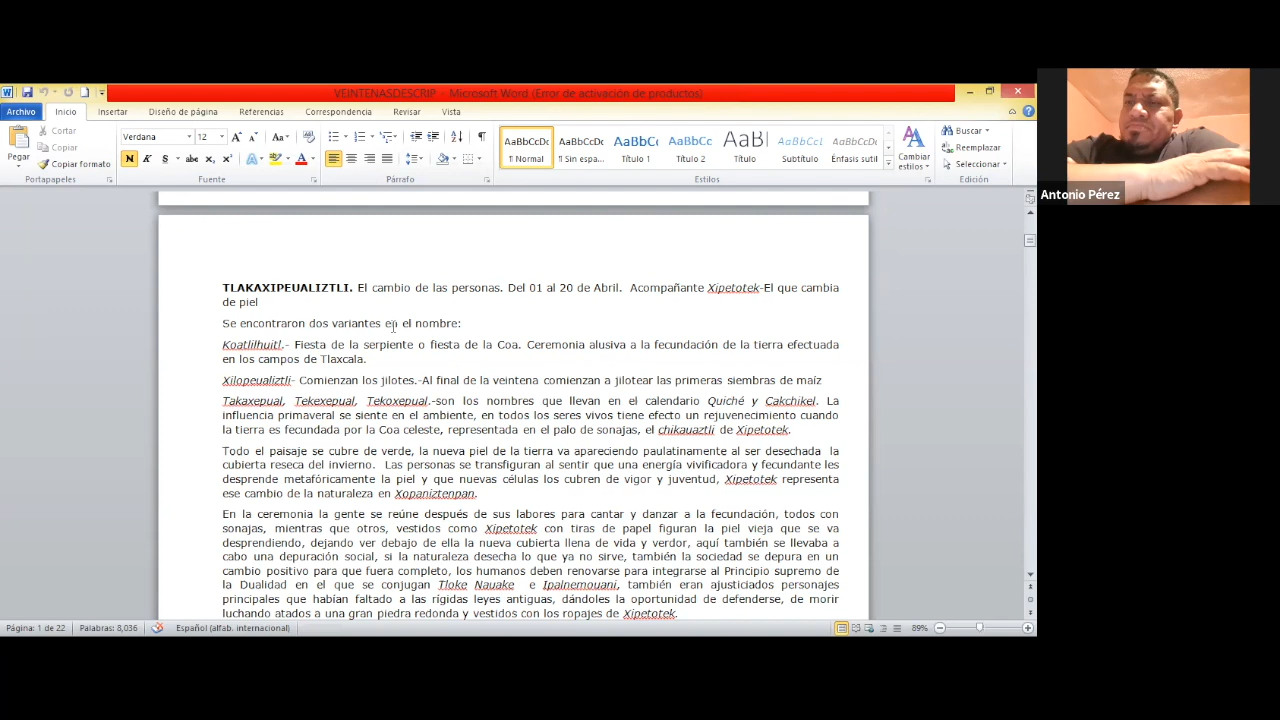 VEINTENASDESCRIP - Microsoft Word (Error de activación de productos)
Archivo Inicio Insertar Diseño de página Referencias Correspondencia Revisar Vista
Pegar
Cortar
Copiar
Copiar formato
Portapapeles
Verdana 12
Fuente
Párrafo
AaBbCcDc ¶ Normal
AaBbCcDc ¶ Sin espa...
AaBbC( Título 1
AaBbCc Título 2
AaB| Título
AaBbCcl Subtítulo
AaBbCcDc Énfasis sutil
Cambiar estilos
Estilos
Buscar
Reemplazar
Seleccionar
Edición
TLAKAXIPEUALIZTLI. El cambio de las personas. Del 01 al 20 de Abril. Acompañante Xipetotek-El que cambia
de piel
Se encontraron dos variantes en el nombre:
Koatlilhuitl.- Fiesta de la serpiente o fiesta de la Coa. Ceremonia alusiva a la fecundación de la tierra efectuada
en los campos de Tlaxcala.
Xilopeualiztli- Comienzan los jilotes.-Al final de la veintena comienzan a jilotear las primeras siembras de maíz
Takaxepual, Tekexepual, Tekoxepual.-son los nombres que llevan en el calendario Quiché y Cakchikel. La
influencia primaveral se siente en el ambiente, en todos los seres vivos tiene efecto un rejuvenecimiento cuando
la tierra es fecundada por la Coa celeste, representada en el palo de sonajas, el chikauaztli de Xipetotek.
Todo el paisaje se cubre de verde, la nueva piel de la tierra va apareciendo paulatinamente al ser desechada la
cubierta reseca del invierno. Las personas se transfiguran al sentir que una energía vivificadora y fecundante les
desprende metafóricamente la piel y que nuevas células los cubren de vigor y juventud, Xipetotek representa
ese cambio de la naturaleza en Xopaniztenpan.
En la ceremonia la gente se reúne después de sus labores para cantar y danzar a la fecundación, todos con
sonajas, mientras que otros, vestidos como Xipetotek con tiras de papel figuran la piel vieja que se va
desprendiendo, dejando ver debajo de ella la nueva cubierta llena de vida y verdor, aquí también se llevaba a
cabo una depuración social, si la naturaleza desecha lo que ya no sirve, también la sociedad se depura en un
cambio positivo para que fuera completo, los humanos deben renovarse para integrarse al Principio supremo de
la Dualidad en el que se conjugan Tloke Nauake e Ipalnemouani, también eran ajusticiados personajes
principales que habían faltado a las rígidas leyes antiguas, dándoles la oportunidad de defenderse, de morir
luchando atados a una gran piedra redonda y vestidos con los ropajes de Xipetotek.
Página: 1 de 22 Palabras: 8,036 Español (alfab. internacional) 89%
Antonio Pérez